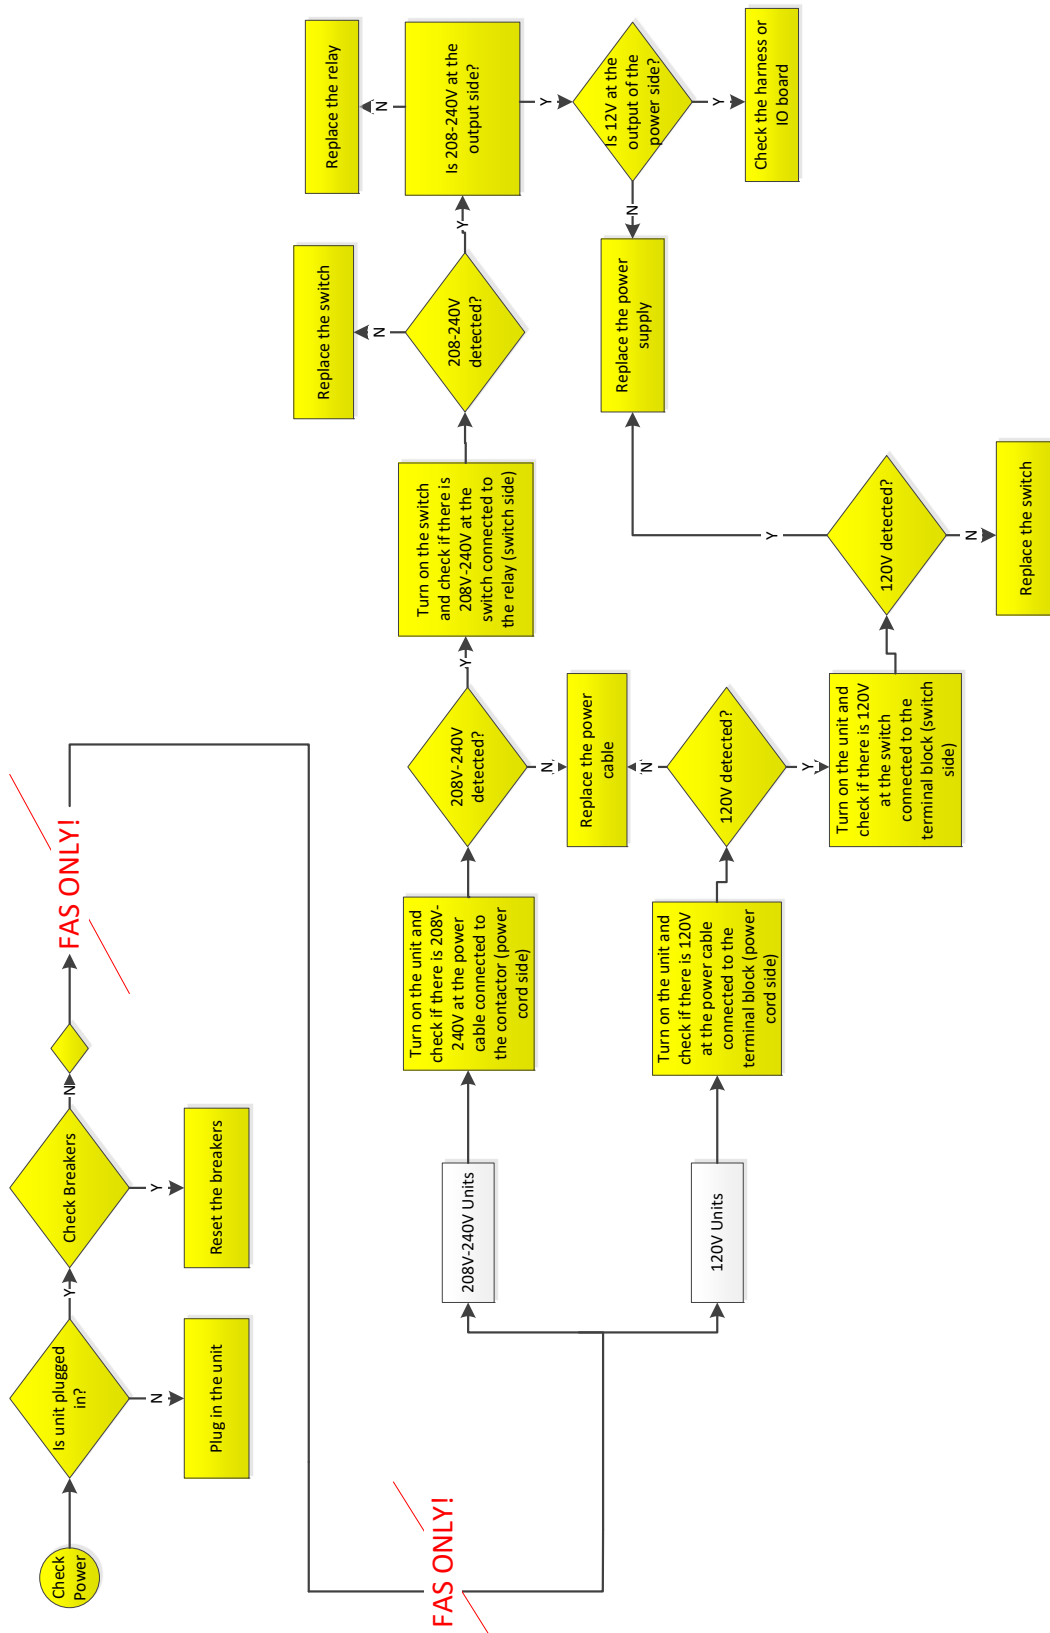 Check
Power
Is unit plugged
in?
N
Plug in the unit
Y
Check Breakers
Y
Reset the breakers
N
FAS ONLY!
FAS ONLY!
208V-240V Units
Turn on the unit and
check if there is 208V-
240V at the power
cable connected to
the contactor (power
cord side)
208V-240V
detected?
N
Replace the power
cable
Y
Turn on the switch
and check if there is
208V-240V at the
switch connected to
the relay (switch side)
208-240V
detected?
N
Replace the switch
Y
Is 208-240V at the
output side?
N
Replace the relay
Y
Is 12V at the
output of the
power side?
N
Replace the power
supply
Y
Check the harness or
IO board
120V Units
Turn on the unit and
check if there is 120V
at the power cable
connected to the
terminal block (power
cord side)
120V detected?
N
Y
Turn on the unit and
check if there is 120V
at the switch
connected to the
terminal block (switch
side)
120V detected?
Y
N
Replace the switch